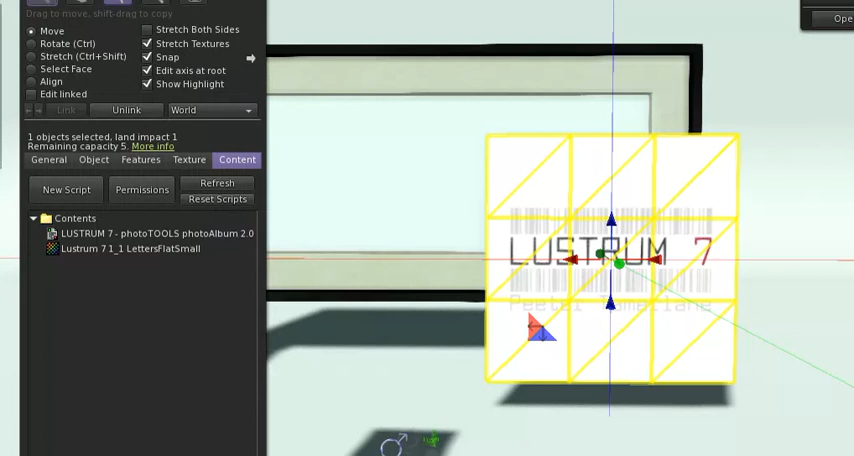 Drag to move, shift-drag to copy
Move
Rotate (Ctrl)
Stretch (Ctrl+Shift)
Select Face
Align
Edit linked
Stretch Both Sides
Stretch Textures
Snap
Edit axis at root
Show Highlight
Link
Unlink
World
1 objects selected, land impact 1
Remaining capacity 5. More info
General Object Features Texture Content
New Script
Permissions
Refresh
Reset Scripts
Contents
LUSTRUM 7 - photoTOOLS photoAlbum 2.0
Lustrum 7 1_1 LettersFlatSmall
Ope
LUSTRUM 7
Peeter Tamerlane